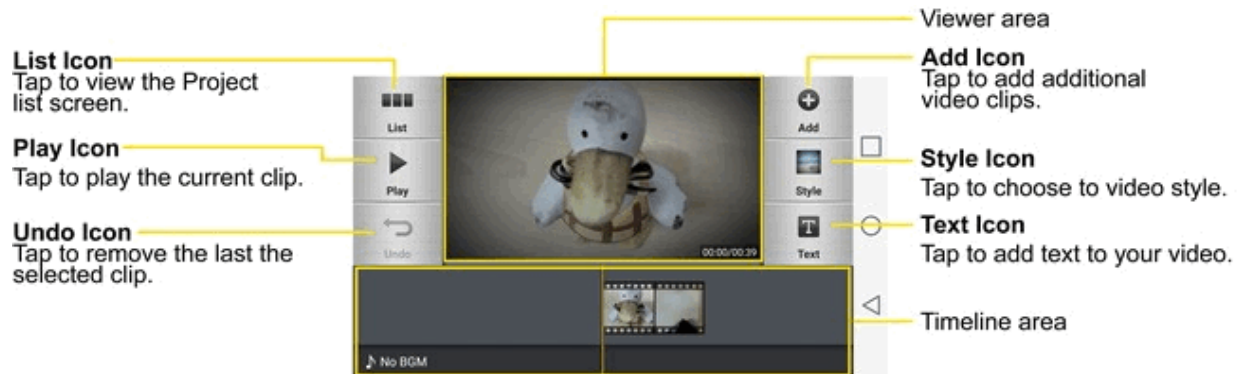 List Icon
Tap to view the Project
list screen.
Play Icon
Tap to play the current clip.
Undo Icon
Tap to remove the last the
selected clip.
List
Play
Undo
00:00/00:39
No BGM
Add
Style
Text
Viewer area
Add Icon
Tap to add additional
video clips.
Style Icon
Tap to choose to video style.
Text Icon
Tap to add text to your video.
Timeline area